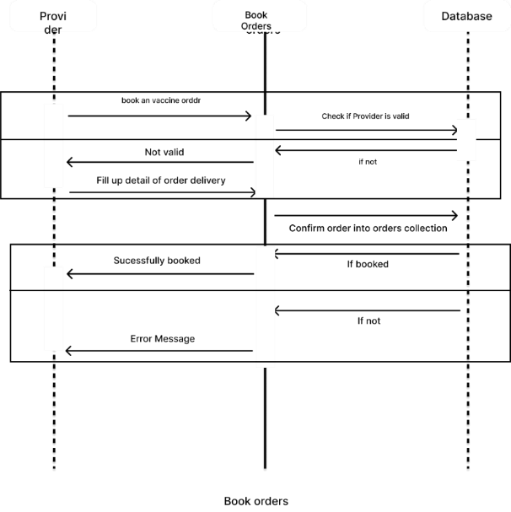 Provi
der
Book
Orders
orders
Database
book an vaccine orddr
Check if Provider is valid
Not valid
if not
Fill up detail of order delivery
Confirm order into orders collection
Sucessfully booked
If booked
If not
Error Message
Book orders